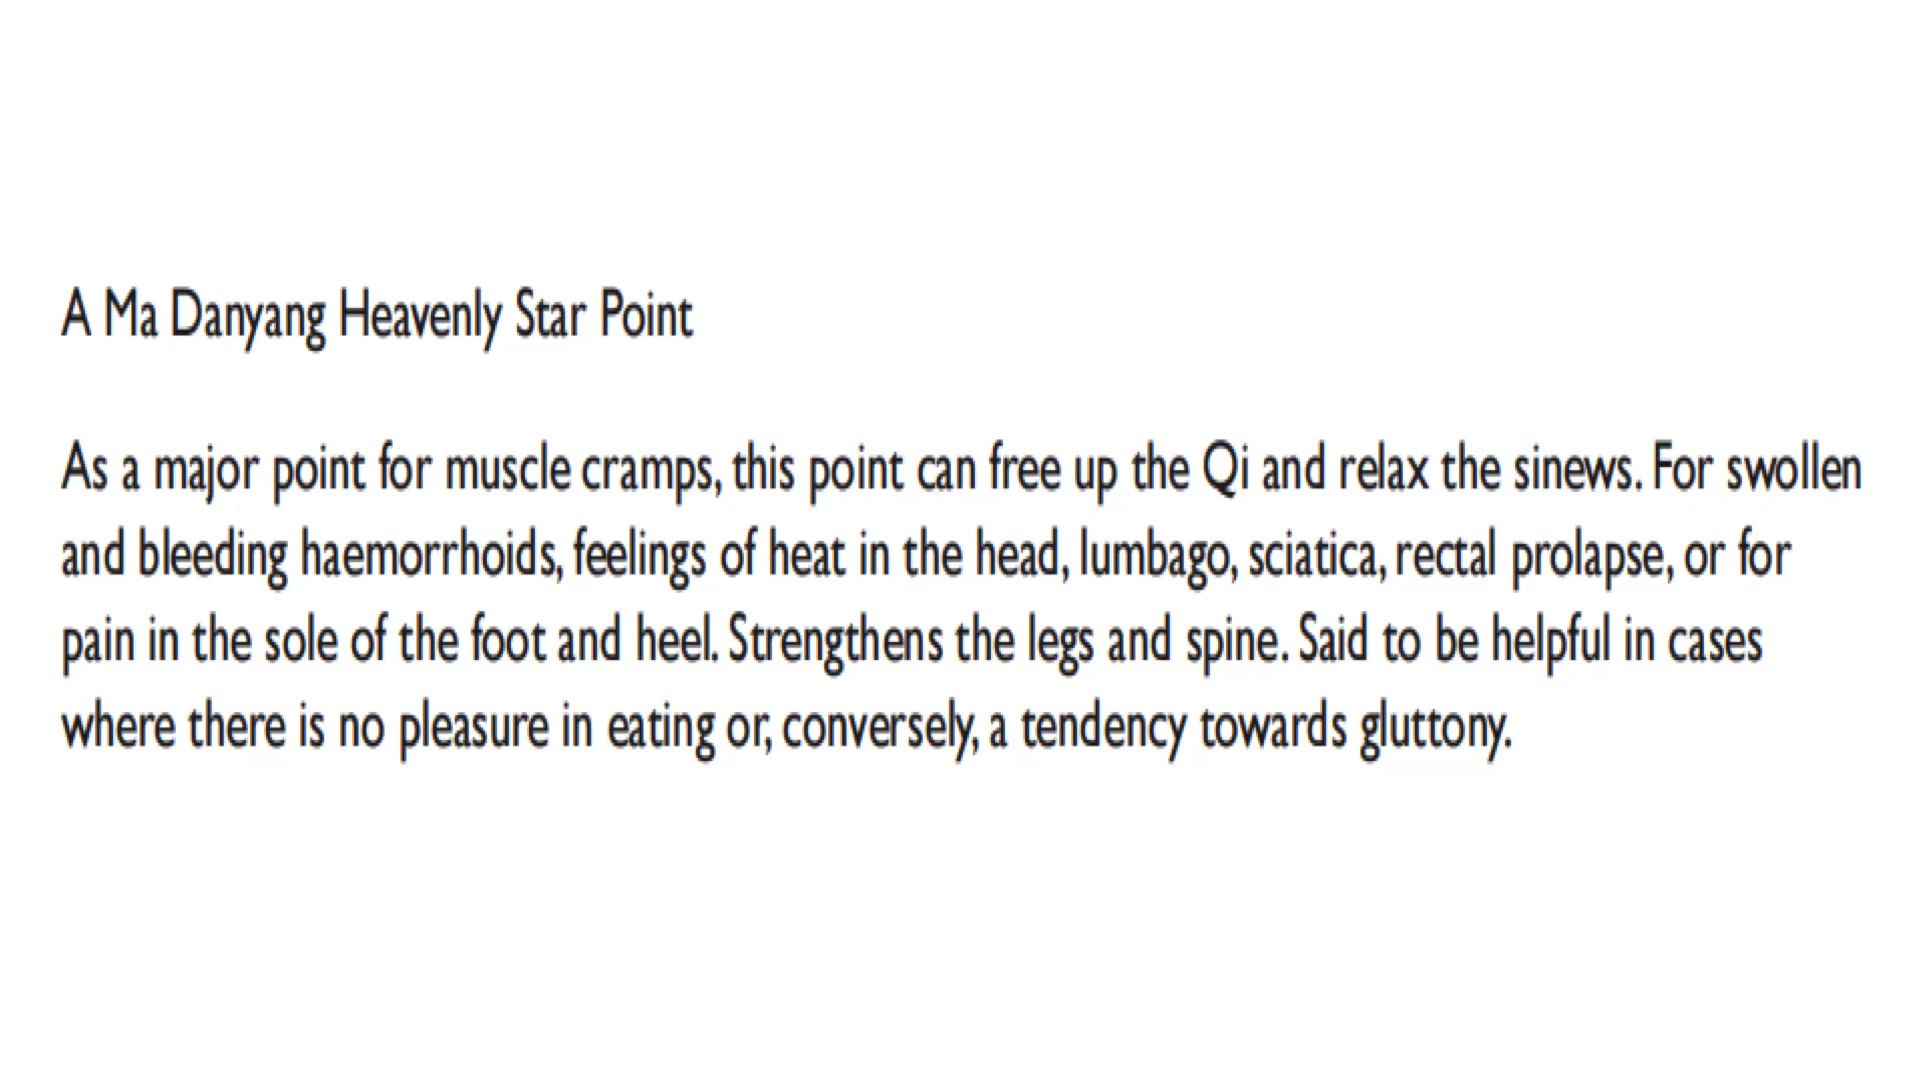 A Ma Danyang Heavenly Star Point
As a major point for muscle cramps, this point can free up the Qi and relax the sinews. For swollen
and bleeding haemorrhoids, feelings of heat in the head, lumbago, sciatica, rectal prolapse, or for
pain in the sole of the foot and heel. Strengthens the legs and spine. Said to be helpful in cases
where there is no pleasure in eating or, conversely, a tendency towards gluttony.